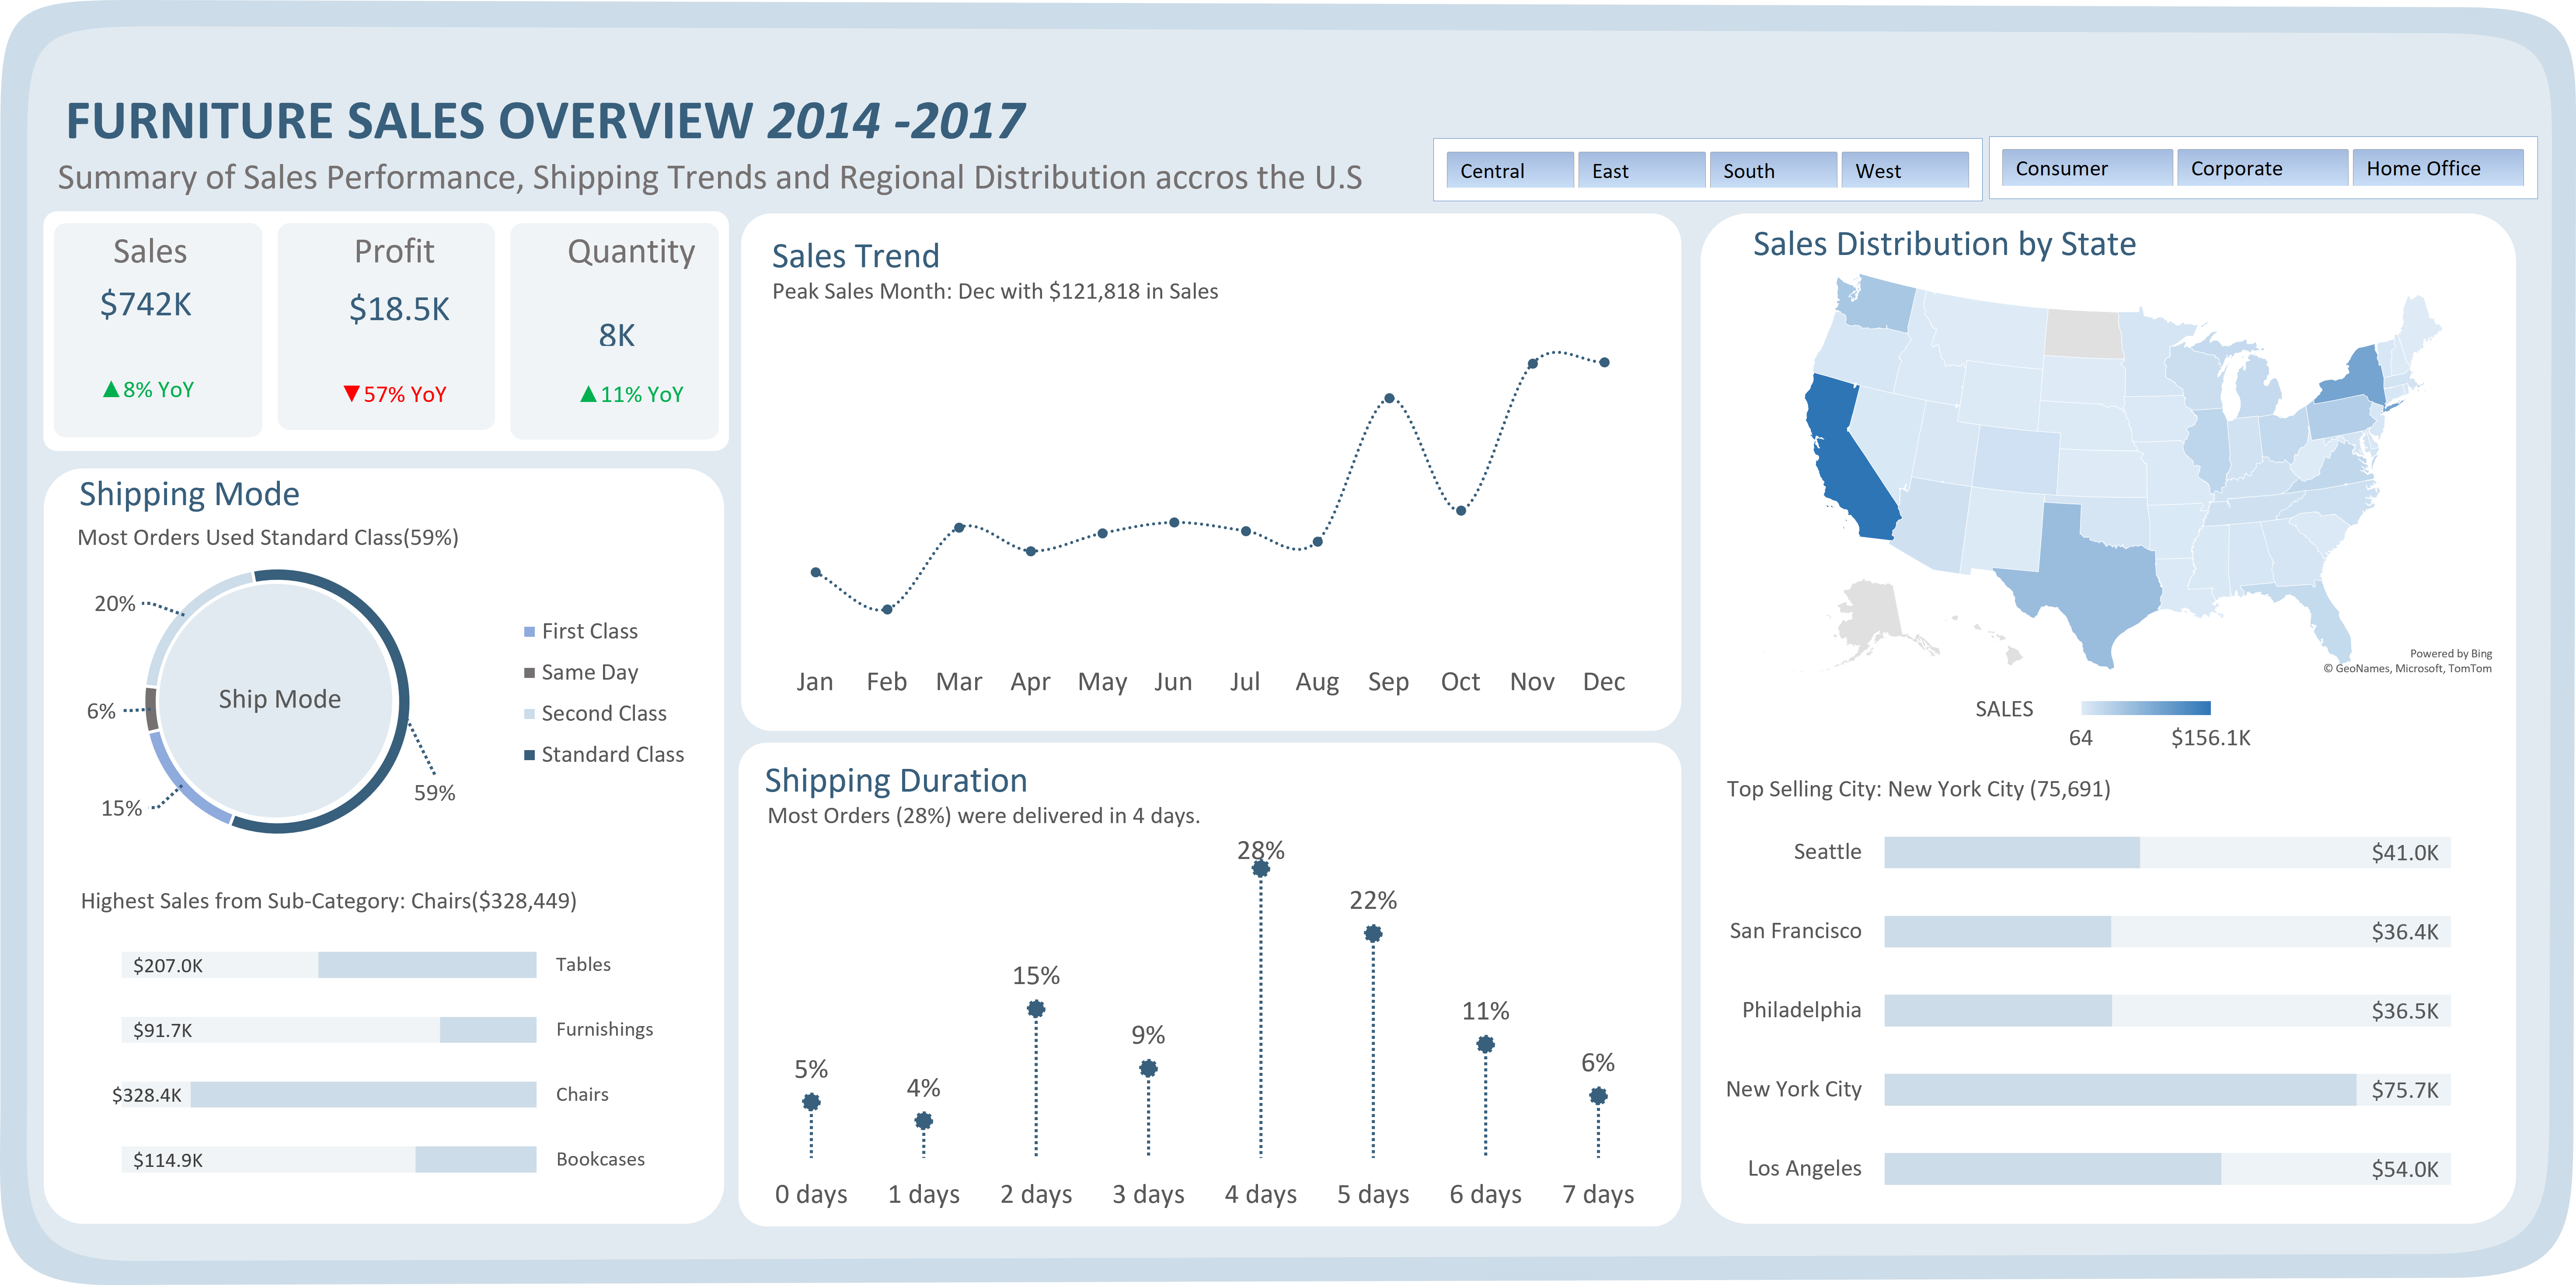 FURNITURE SALES OVERVIEW 2014 -2017
Summary of Sales Performance, Shipping Trends and Regional Distribution accros the U.S
Central East South West
Consumer Corporate Home Office
Sales
$742K
▲8% YoY
Profit
$18.5K
▼57% YoY
Quantity
8K
▲11% YoY
Shipping Mode
Most Orders Used Standard Class(59%)
20%
6%
15%
59%
Ship Mode
First Class
Same Day
Second Class
Standard Class
Highest Sales from Sub-Category: Chairs($328,449)
$207.0K Tables
$91.7K Furnishings
$328.4K Chairs
$114.9K Bookcases
Sales Trend
Peak Sales Month: Dec with $121,818 in Sales
Jan Feb Mar Apr May Jun Jul Aug Sep Oct Nov Dec
Shipping Duration
Most Orders (28%) were delivered in 4 days.
5% 4% 15% 9% 28% 22% 11% 6%
0 days 1 days 2 days 3 days 4 days 5 days 6 days 7 days
Sales Distribution by State
Powered by Bing
© GeoNames, Microsoft, TomTom
SALES
64 $156.1K
Top Selling City: New York City (75,691)
Seattle $41.0K
San Francisco $36.4K
Philadelphia $36.5K
New York City $75.7K
Los Angeles $54.0K